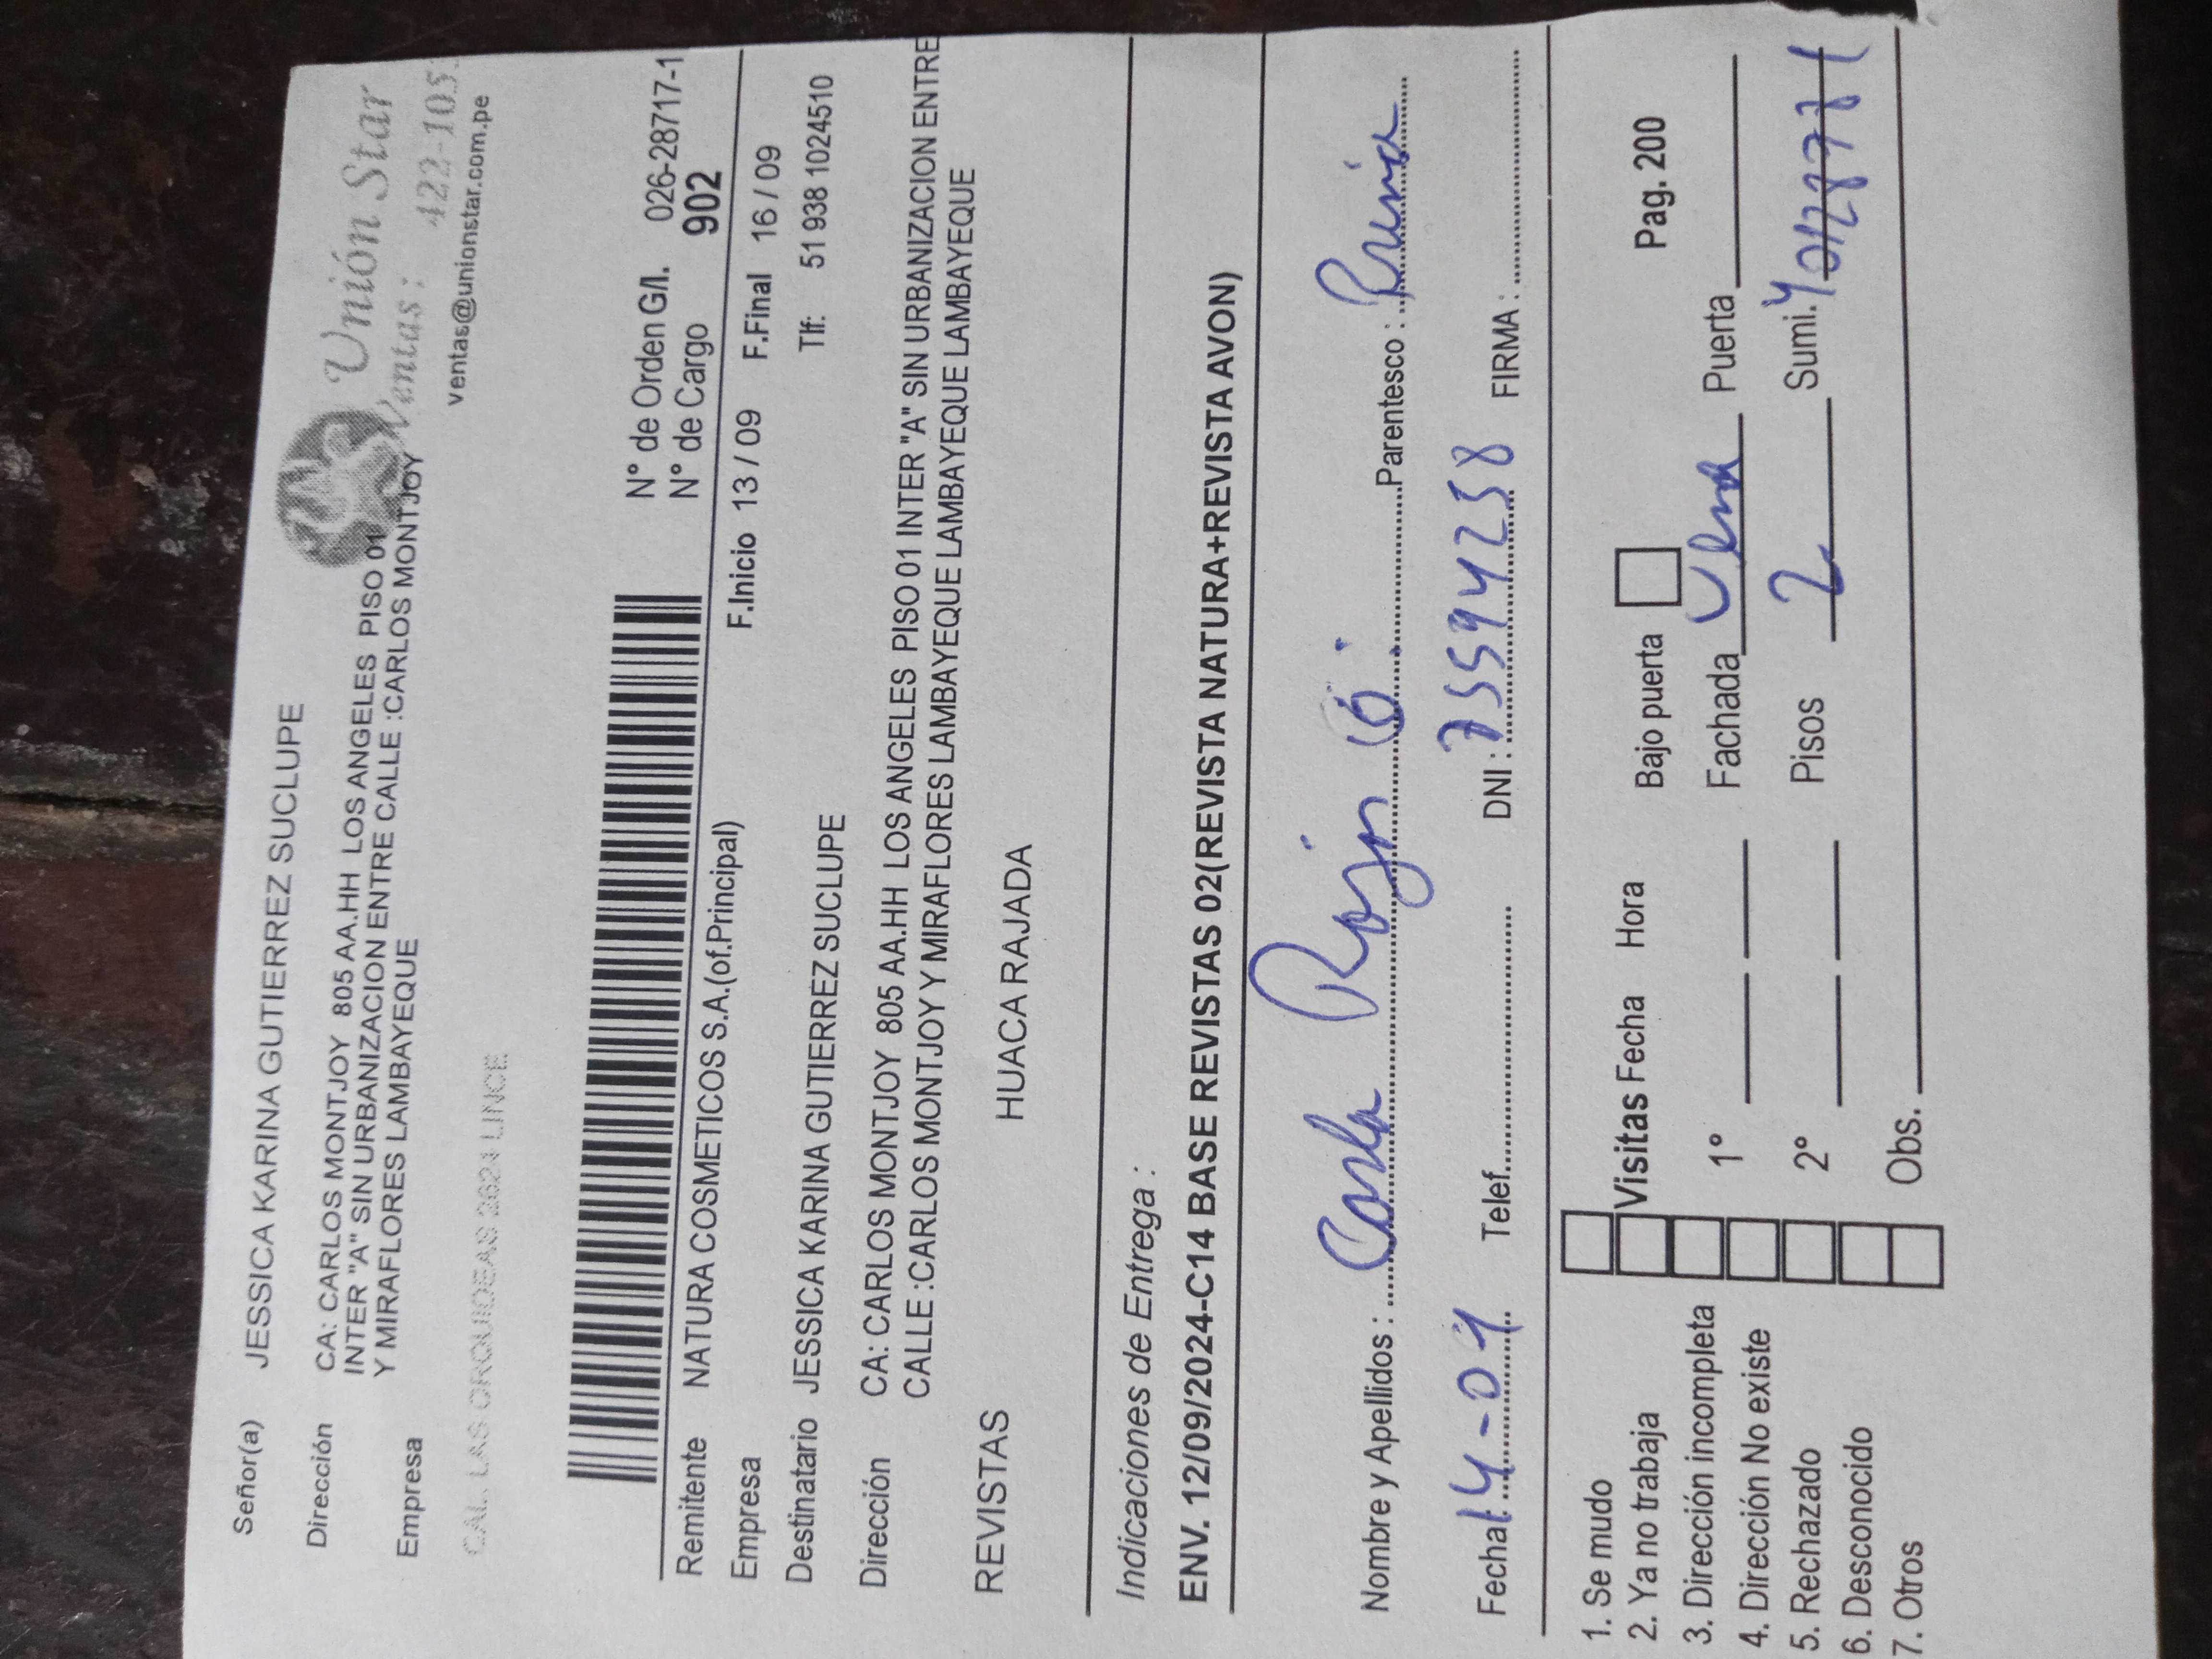 Señor(a) JESSICA KARINA GUTIERREZ SUCLUPE
Dirección CA: CARLOS MONTJOY 805 AA.HH LOS ANGELES PISO 01
INTER "A" SIN URBANIZACION ENTRE CALLE :CARLOS MONTJOY
Y MIRAFLORES LAMBAYEQUE
Empresa
Unión Star
Ventas: 422-105
ventas@unionstar.com.pe
CAL. LAS ORQUIDEAS 2621 LINCE
N° de Orden G/I. 026-28717-1
N° de Cargo 902
Remitente NATURA COSMETICOS S.A.(of.Principal)
F.Inicio 13 / 09 F.Final 16 / 09
Empresa
Tlf: 51 938 1024510
Destinatario JESSICA KARINA GUTIERREZ SUCLUPE
Dirección CA: CARLOS MONTJOY 805 AA.HH LOS ANGELES PISO 01 INTER "A" SIN URBANIZACION ENTRE
CALLE :CARLOS MONTJOY Y MIRAFLORES LAMBAYEQUE LAMBAYEQUE LAMBAYEQUE
REVISTAS HUACA RAJADA
Indicaciones de Entrega :
ENV. 12/09/2024-C14 BASE REVISTAS 02(REVISTA NATURA+REVISTA AVON)
Nombre y Apellidos : Carla Rojas Parentesco :
Fecha: 14-09 Telef. DNI : 75594258 FIRMA :
1. Se mudo
2. Ya no trabaja
3. Dirección incompleta
4. Dirección No existe
5. Rechazado
6. Desconocido
7. Otros
Visitas Fecha Hora Bajo puerta Pag. 200
1° Fachada Puerta
2° Pisos 2 Sumi.
Obs.